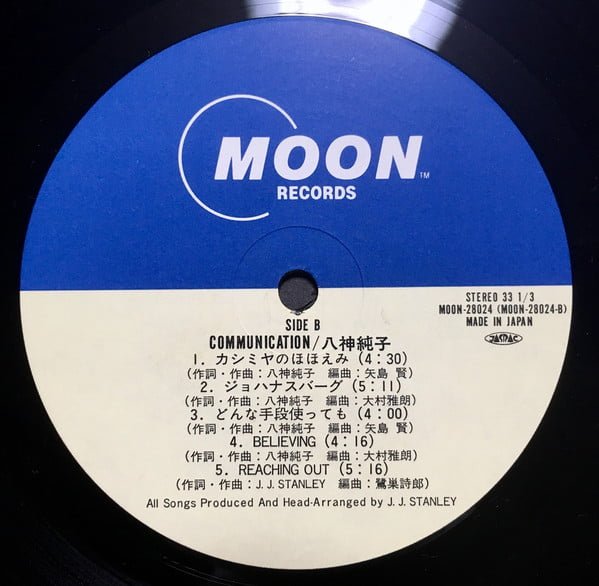 MOON TM
RECORDS
STEREO 33 1/3
MOON-28024 (MOON-28024-B)
MADE IN JAPAN
JASRAC
SIDE B
COMMUNICATION/八神純子
1. カシミヤのほほえみ (4:30)
(作詞・作曲：八神純子 編曲：矢島 賢)
2. ジョハナスバーグ (5:11)
(作詞・作曲：八神純子 編曲：大村雅朗)
3. どんな手段使っても (4:00)
(作詞・作曲：八神純子 編曲：矢島 賢)
4. BELIEVING (4:16)
(作詞・作曲：八神純子 編曲：大村雅朗)
5. REACHING OUT (5:16)
(作詞・作曲：J. J. STANLEY 編曲：鷺巣詩郎)
All Songs Produced And Head-Arranged by J. J. STANLEY